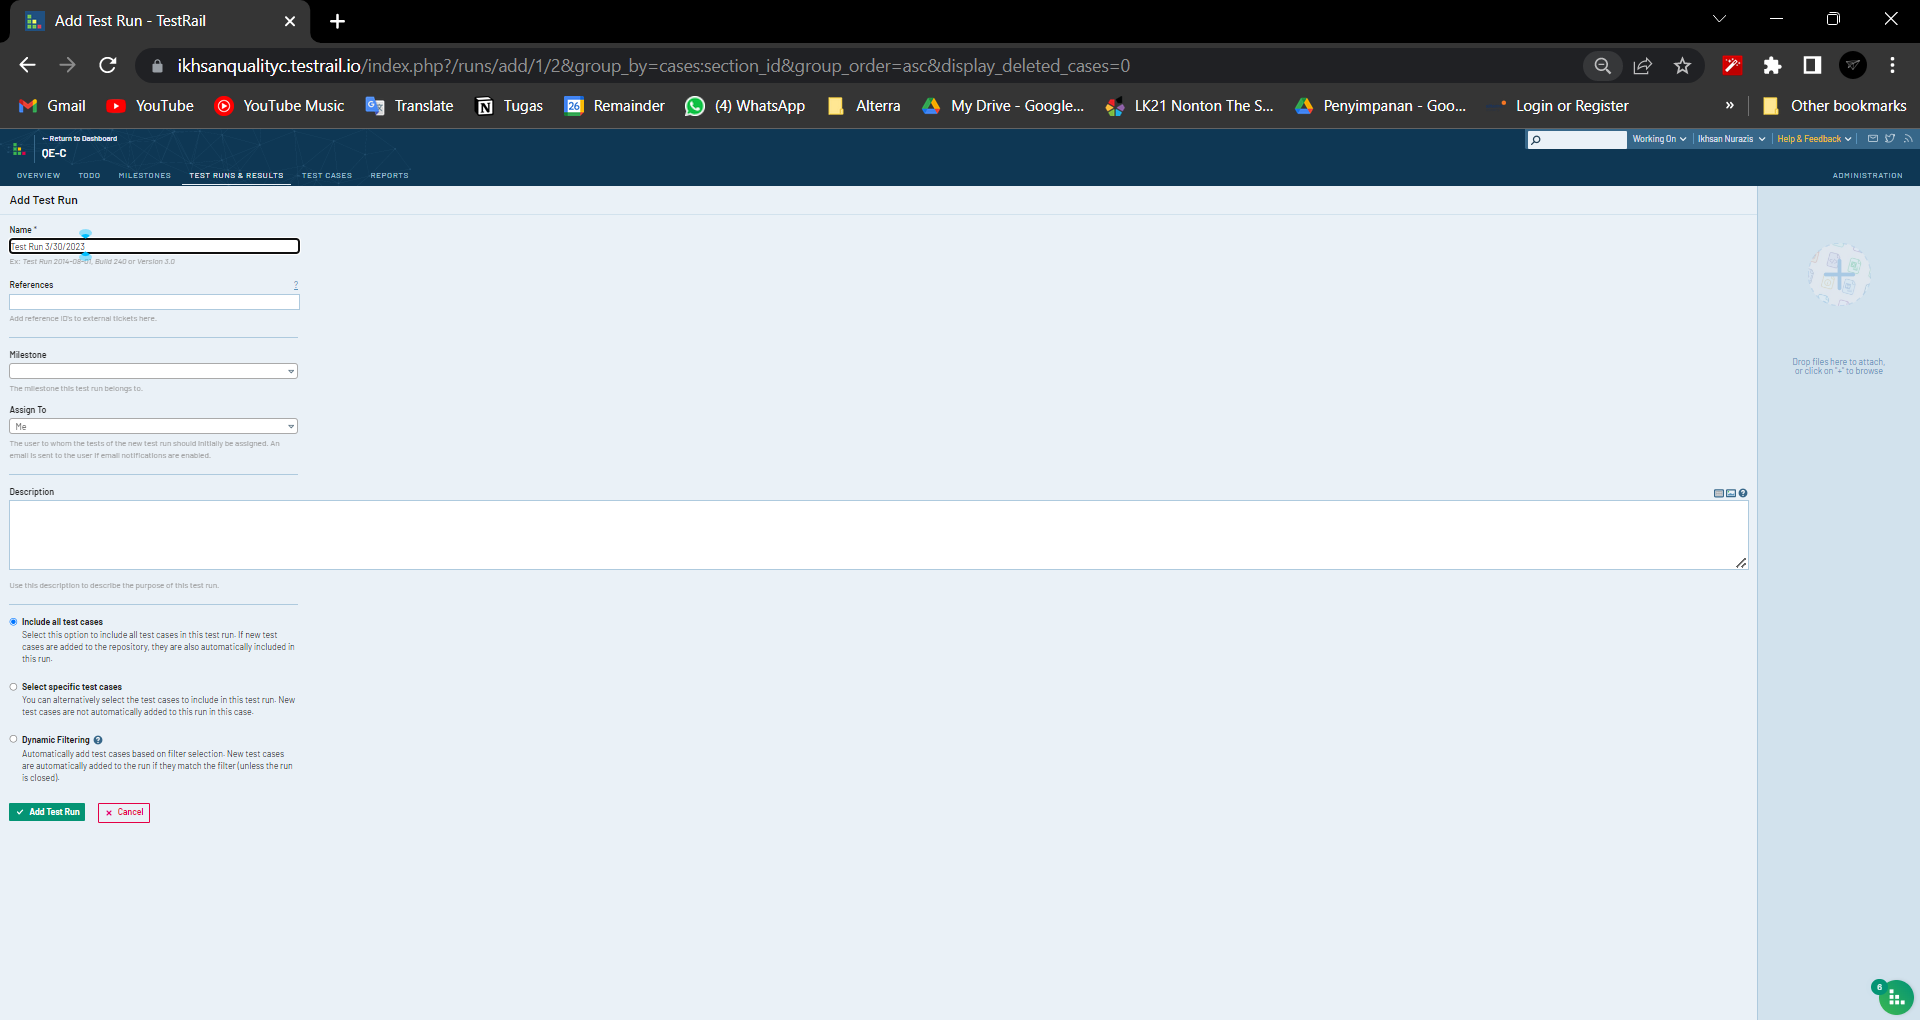 Add Test Run - TestRail
ikhsanqualityc.testrail.io/index.php?/runs/add/1/2&group_by=cases:section_id&group_order=asc&display_deleted_cases=0
Gmail YouTube YouTube Music Translate Tugas 26 Remainder (4) WhatsApp Alterra My Drive - Google... LK21 Nonton The S... Penyimpanan - Goo... Login or Register » Other bookmarks
←Return to Dashboard
QE-C
Working On Ikhsan Nurazis Help & Feedback
OVERVIEW TODO MILESTONES TEST RUNS & RESULTS TEST CASES REPORTS ADMINISTRATION
Add Test Run
Name *
Test Run 3/30/2023
Ex: Test Run 2014-08-01, Build 240 or Version 3.0
References ?
Add reference ID's to external tickets here.
Milestone
The milestone this test run belongs to.
Assign To
Me
The user to whom the tests of the new test run should initially be assigned. An
email is sent to the user if email notifications are enabled.
Description
Use this description to describe the purpose of this test run.
Include all test cases
Select this option to include all test cases in this test run. If new test
cases are added to the repository, they are also automatically included in
this run.
Select specific test cases
You can alternatively select the test cases to include in this test run. New
test cases are not automatically added to this run in this case.
Dynamic Filtering ?
Automatically add test cases based on filter selection. New test cases
are automatically added to the run if they match the filter (unless the run
is closed).
Add Test Run Cancel
Drop files here to attach,
or click on "+" to browse
6